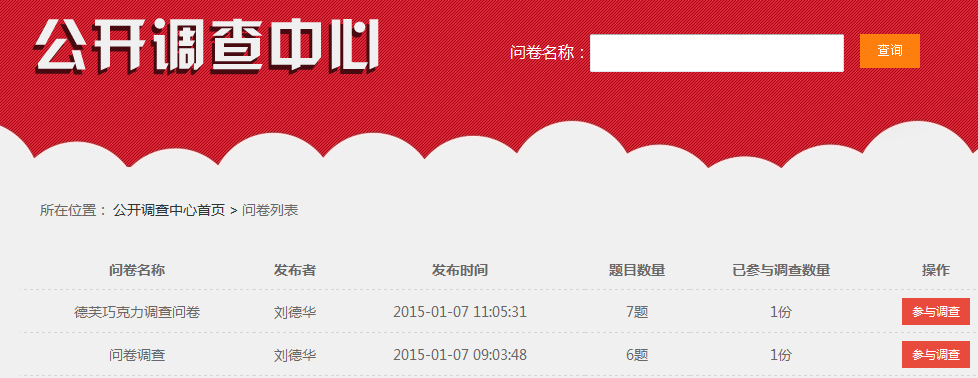 公开调查中心
问卷名称： 查询
所在位置： 公开调查中心首页 > 问卷列表
问卷名称 发布者 发布时间 题目数量 已参与调查数量 操作
德芙巧克力调查问卷 刘德华 2015-01-07 11:05:31 7题 1份 参与调查
问卷调查 刘德华 2015-01-07 09:03:48 6题 1份 参与调查